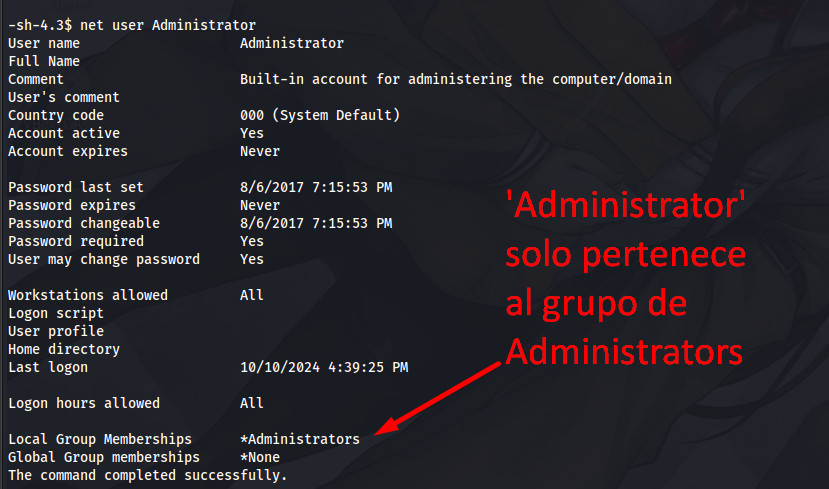 -sh-4.3$ net user Administrator
User name                    Administrator
Full Name
Comment                      Built-in account for administering the computer/domain
User's comment
Country code                 000 (System Default)
Account active               Yes
Account expires              Never

Password last set            8/6/2017 7:15:53 PM
Password expires             Never
Password changeable          8/6/2017 7:15:53 PM
Password required            Yes
User may change password     Yes

Workstations allowed         All
Logon script
User profile
Home directory
Last logon                   10/10/2024 4:39:25 PM

Logon hours allowed          All

Local Group Memberships      *Administrators
Global Group memberships     *None
The command completed successfully.
'Administrator'
solo pertenece
al grupo de
Administrators